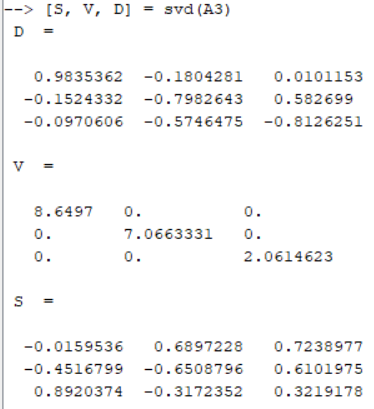 --> [S, V, D] = svd(A3)
D  =
0.9835362  -0.1804281   0.0101153
-0.1524332  -0.7982643   0.582699
-0.0970606  -0.5746475  -0.8126251
V  =
8.6497   0.          0.
0.       7.0663331   0.
0.       0.          2.0614623
S  =
-0.0159536   0.6897228   0.7238977
-0.4516799  -0.6508796   0.6101975
0.8920374  -0.3172352   0.3219178